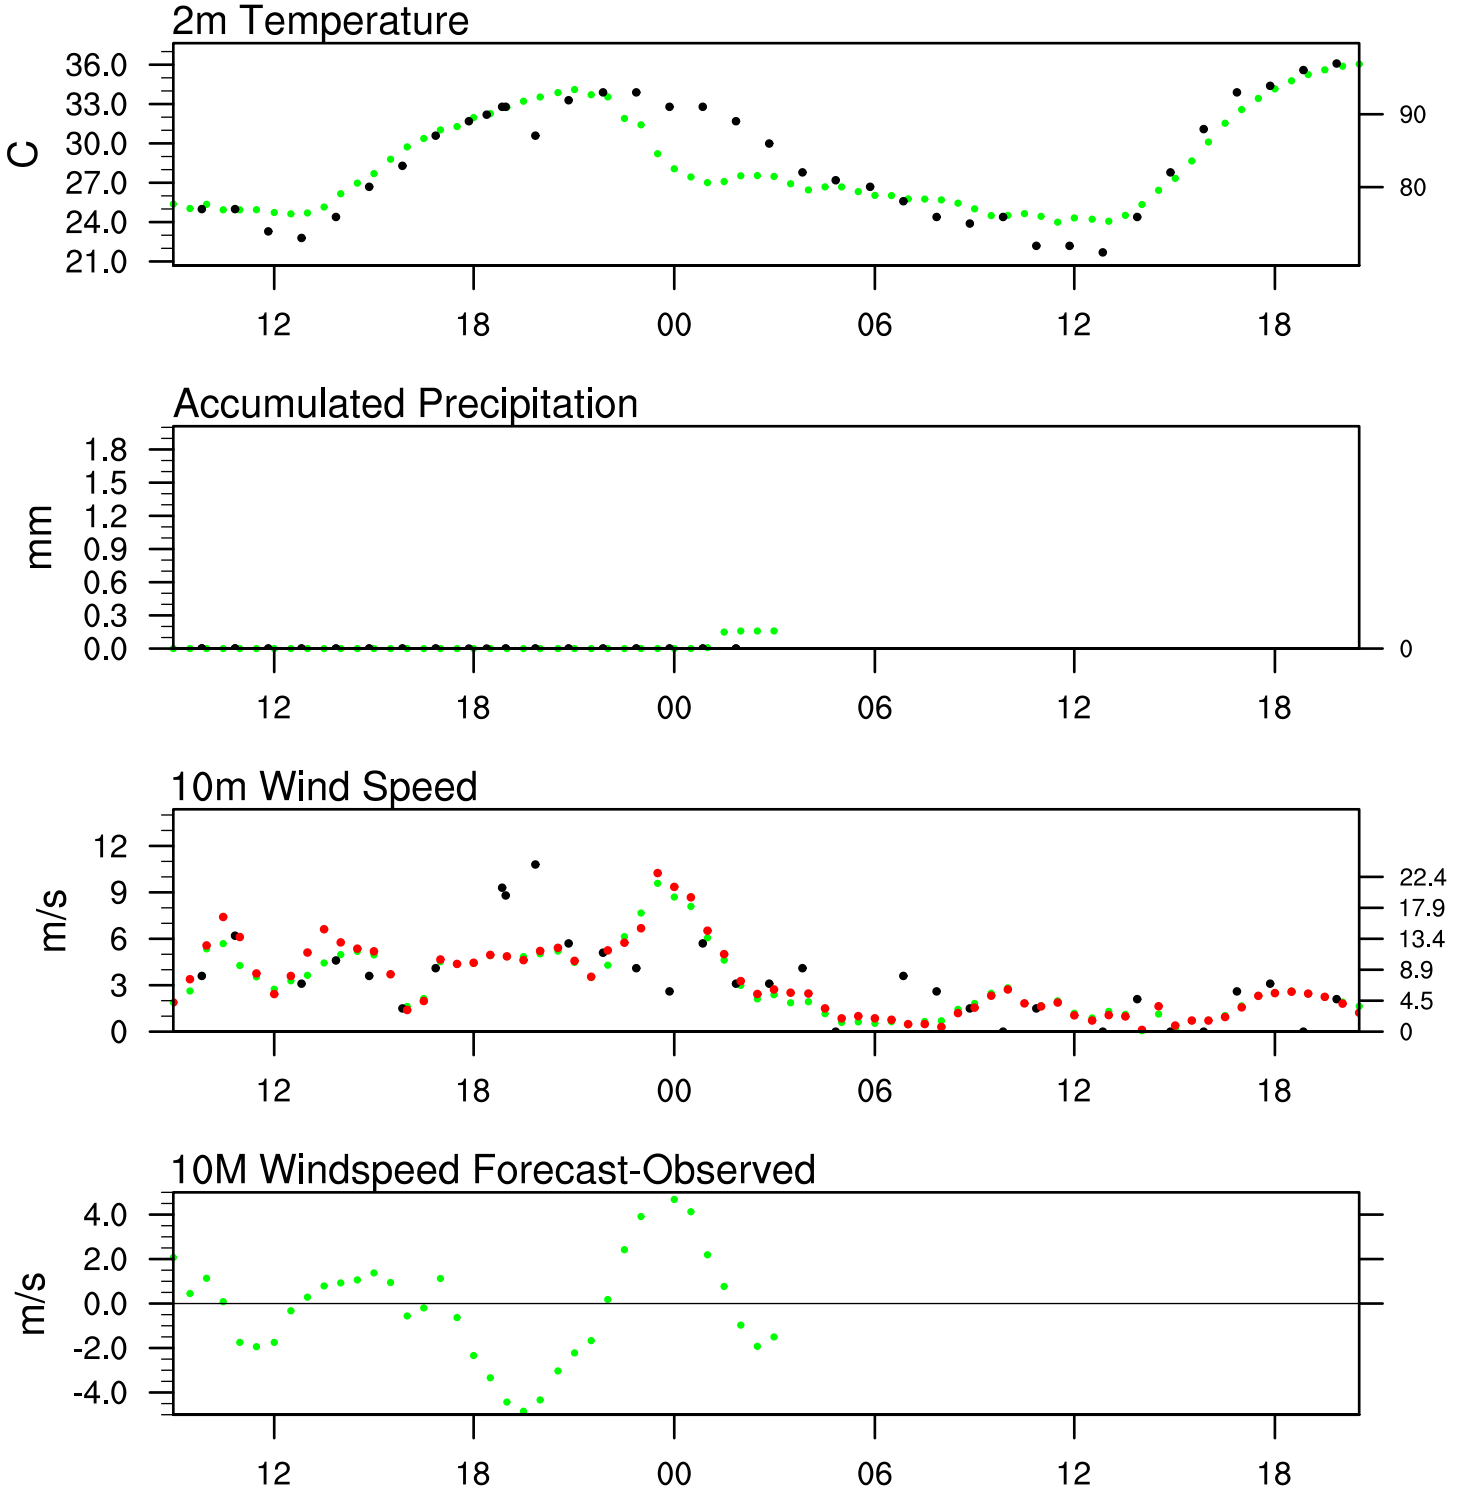 2m Temperature
36.0
33.0
30.0
27.0
24.0
21.0
C
90
80
12 18 00 06 12 18
Accumulated Precipitation
1.8
1.5
1.2
0.9
0.6
0.3
0.0
mm
0
12 18 00 06 12 18
10m Wind Speed
12
9
6
3
0
m/s
22.4
17.9
13.4
8.9
4.5
0
12 18 00 06 12 18
10M Windspeed Forecast-Observed
4.0
2.0
0.0
-2.0
-4.0
m/s
12 18 00 06 12 18